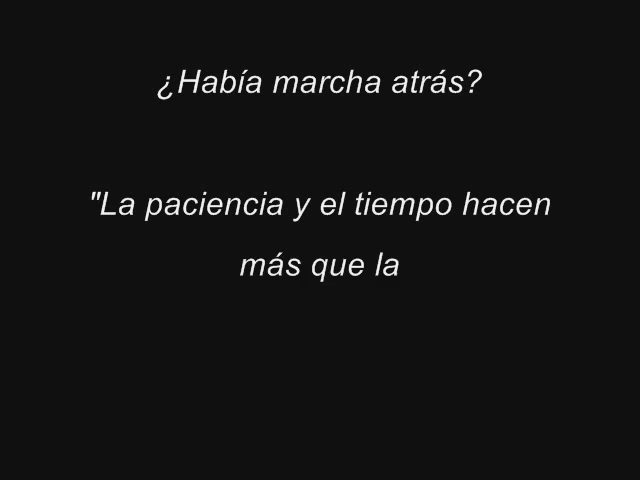 ¿Había marcha atrás?
"La paciencia y el tiempo hacen
más que la